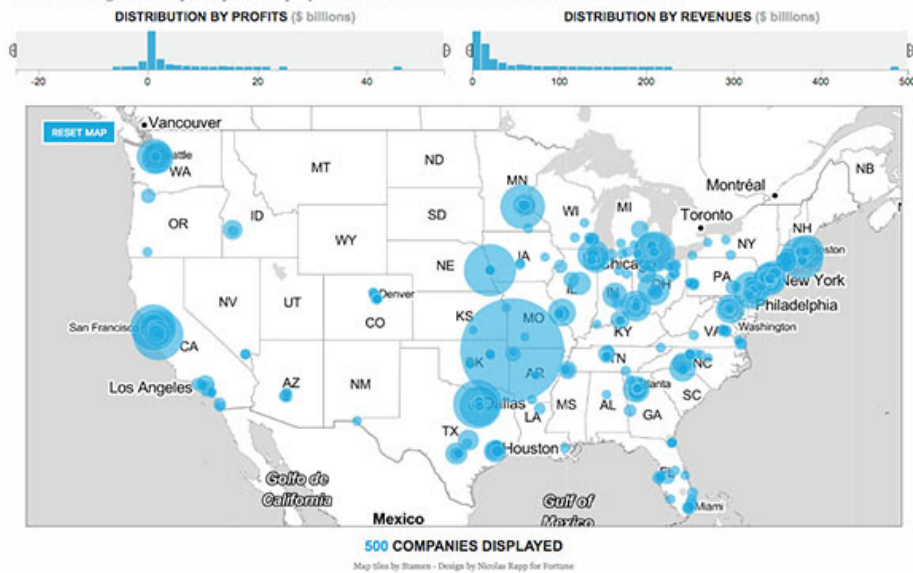 DISTRIBUTION BY PROFITS ($ billions)
DISTRIBUTION BY REVENUES ($ billions)
-20 0 20 40
0 100 200 300 400 500
RESET MAP
Vancouver
WA
MT
ND
MN
NB
Montréal
OR
ID
SD
WI
MI
Toronto
NH
WY
NY
IA
Chicago
NE
PA
New York
NV
UT
Denver
IL
IN
OH
Philadelphia
San Francisco
CO
KS
MO
KY
VA
Washington
CA
OK
TN
NC
Los Angeles
AZ
NM
AR
SC
Dallas
MS
AL
GA
LA
TX
Houston
FL
Golfo de
California
Gulf of
Mexico
Miami
Mexico
500 COMPANIES DISPLAYED
Map tiles by Stamen - Design by Nicolas Rapp for Fortune